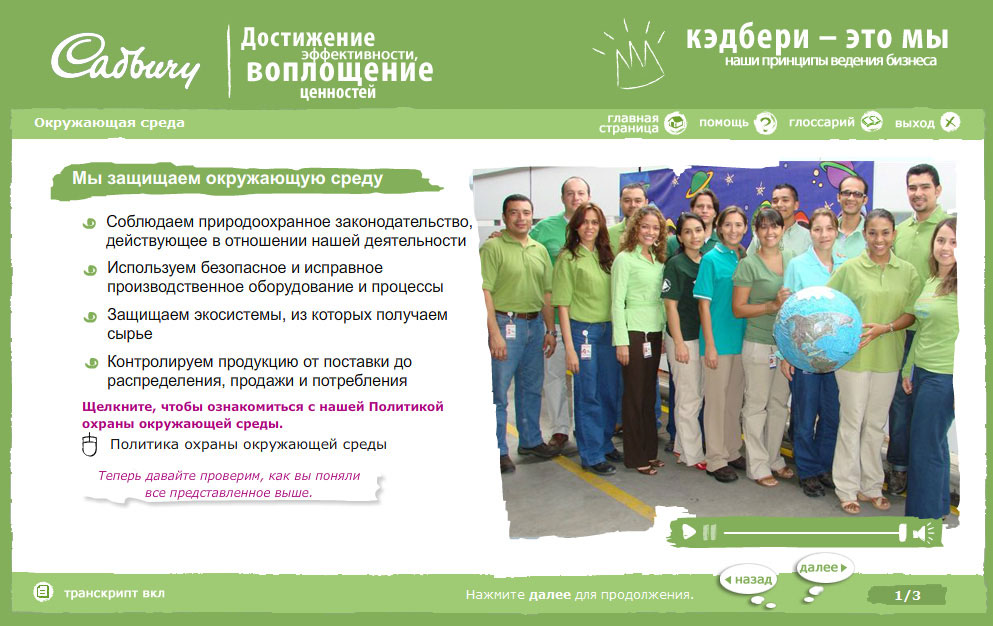 Cadbury
Достижение
эффективности,
воплощение
ценностей
кэдбери – это мы
наши принципы ведения бизнеса
Окружающая среда
главная
страница
помощь
глоссарий
выход
Мы защищаем окружающую среду
Соблюдаем природоохранное законодательство,
действующее в отношении нашей деятельности
Используем безопасное и исправное
производственное оборудование и процессы
Защищаем экосистемы, из которых получаем
сырье
Контролируем продукцию от поставки до
распределения, продажи и потребления
Щелкните, чтобы ознакомиться с нашей Политикой
охраны окружающей среды.
Политика охраны окружающей среды
Теперь давайте проверим, как вы поняли
все представленное выше.
транскрипт вкл
Нажмите далее для продолжения.
назад
далее
1/3